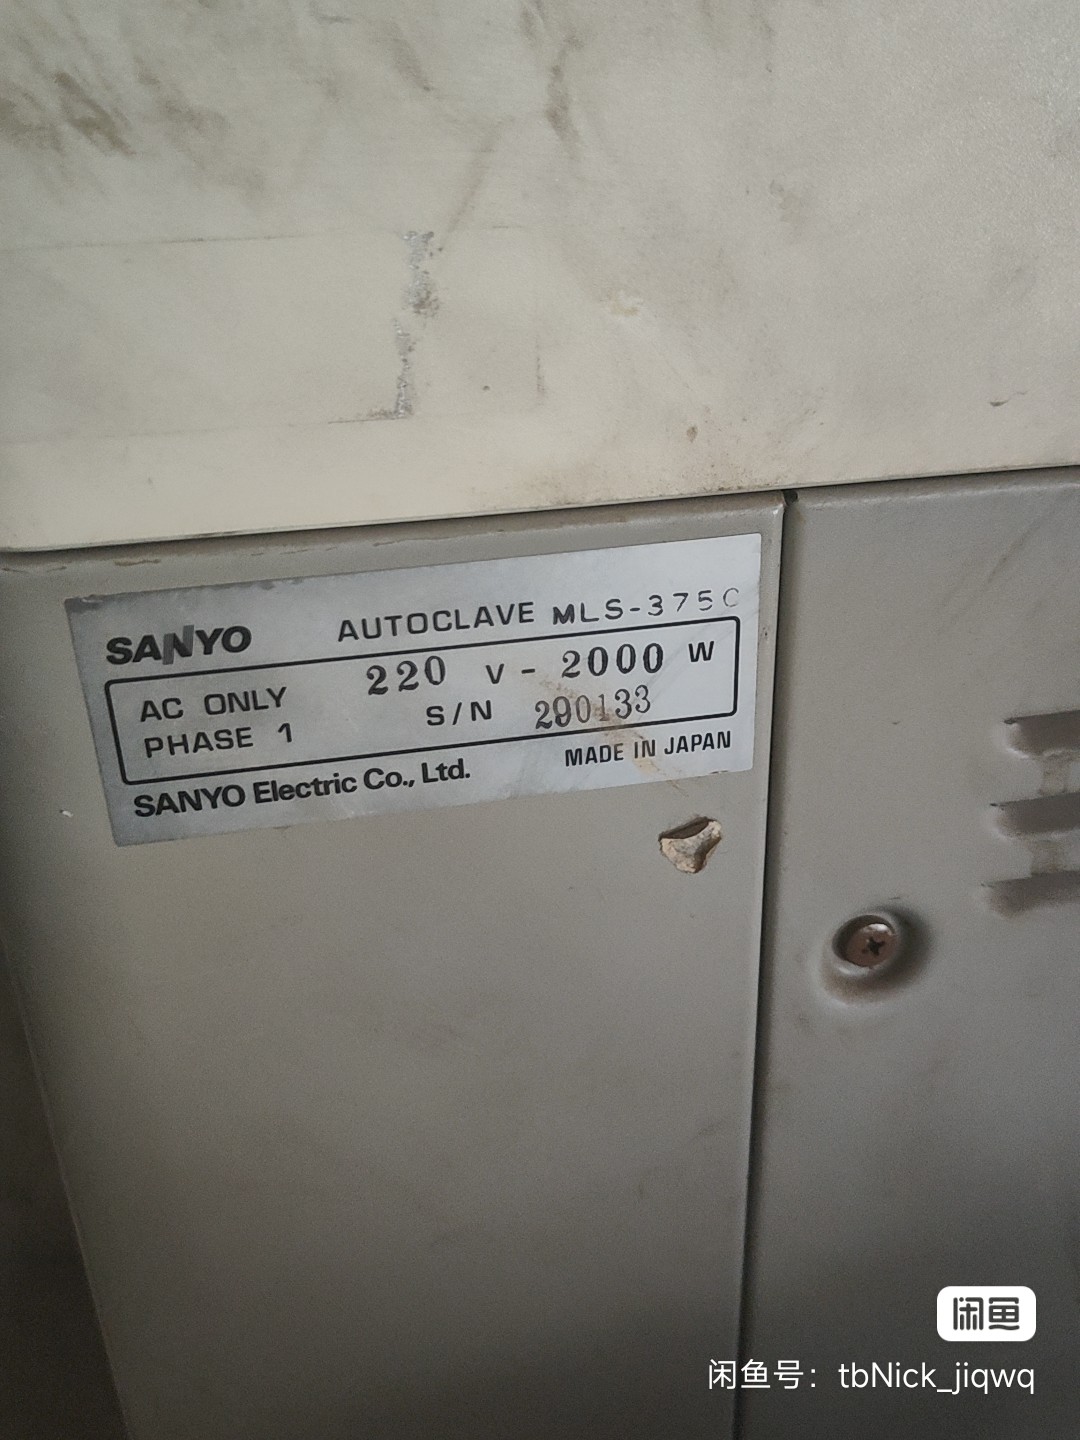 SANYO AUTOCLAVE MLS-375C
AC ONLY 220 V - 2000 W
PHASE 1 S/N 290133
SANYO Electric Co., Ltd. MADE IN JAPAN
闲鱼
闲鱼号：tbNick_jiqwq